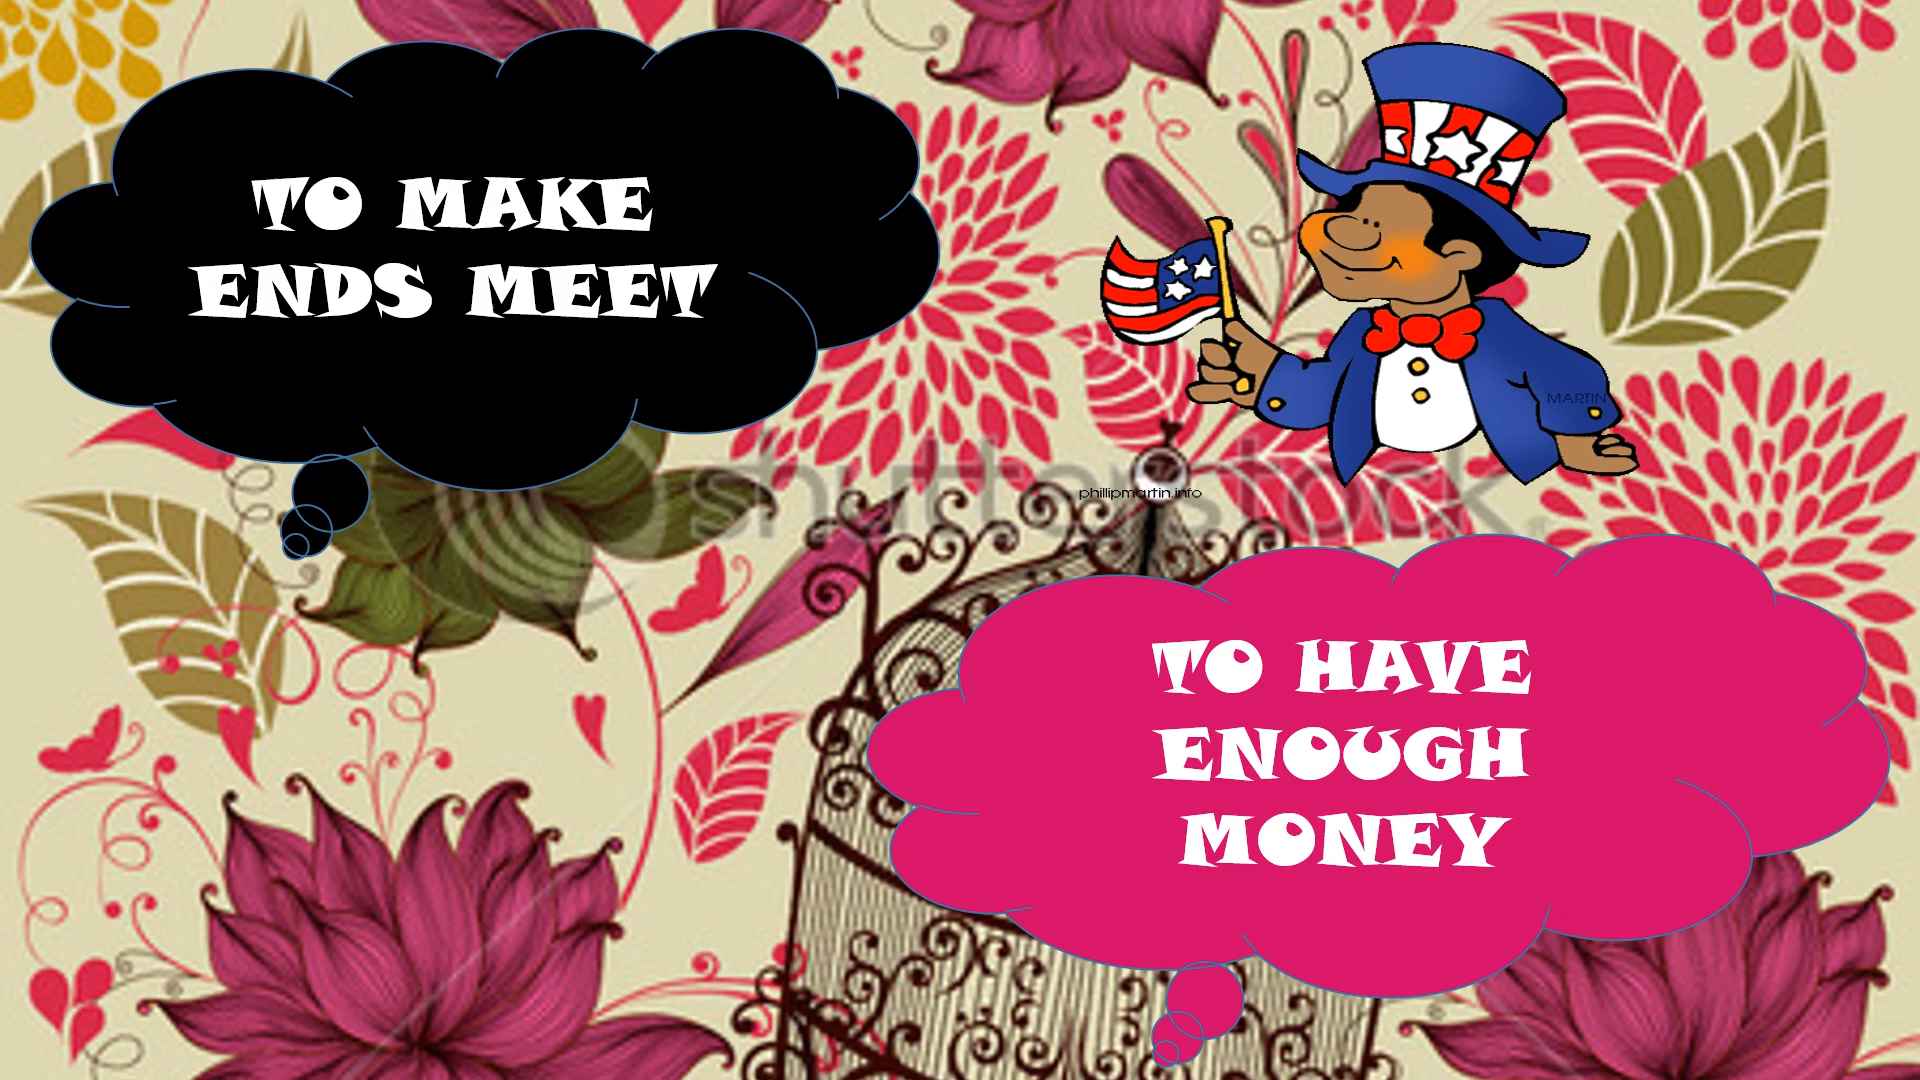 TO MAKE
ENDS MEET
MARTIN
shutterstock
phillipmartin.info
TO HAVE
ENOUGH
MONEY